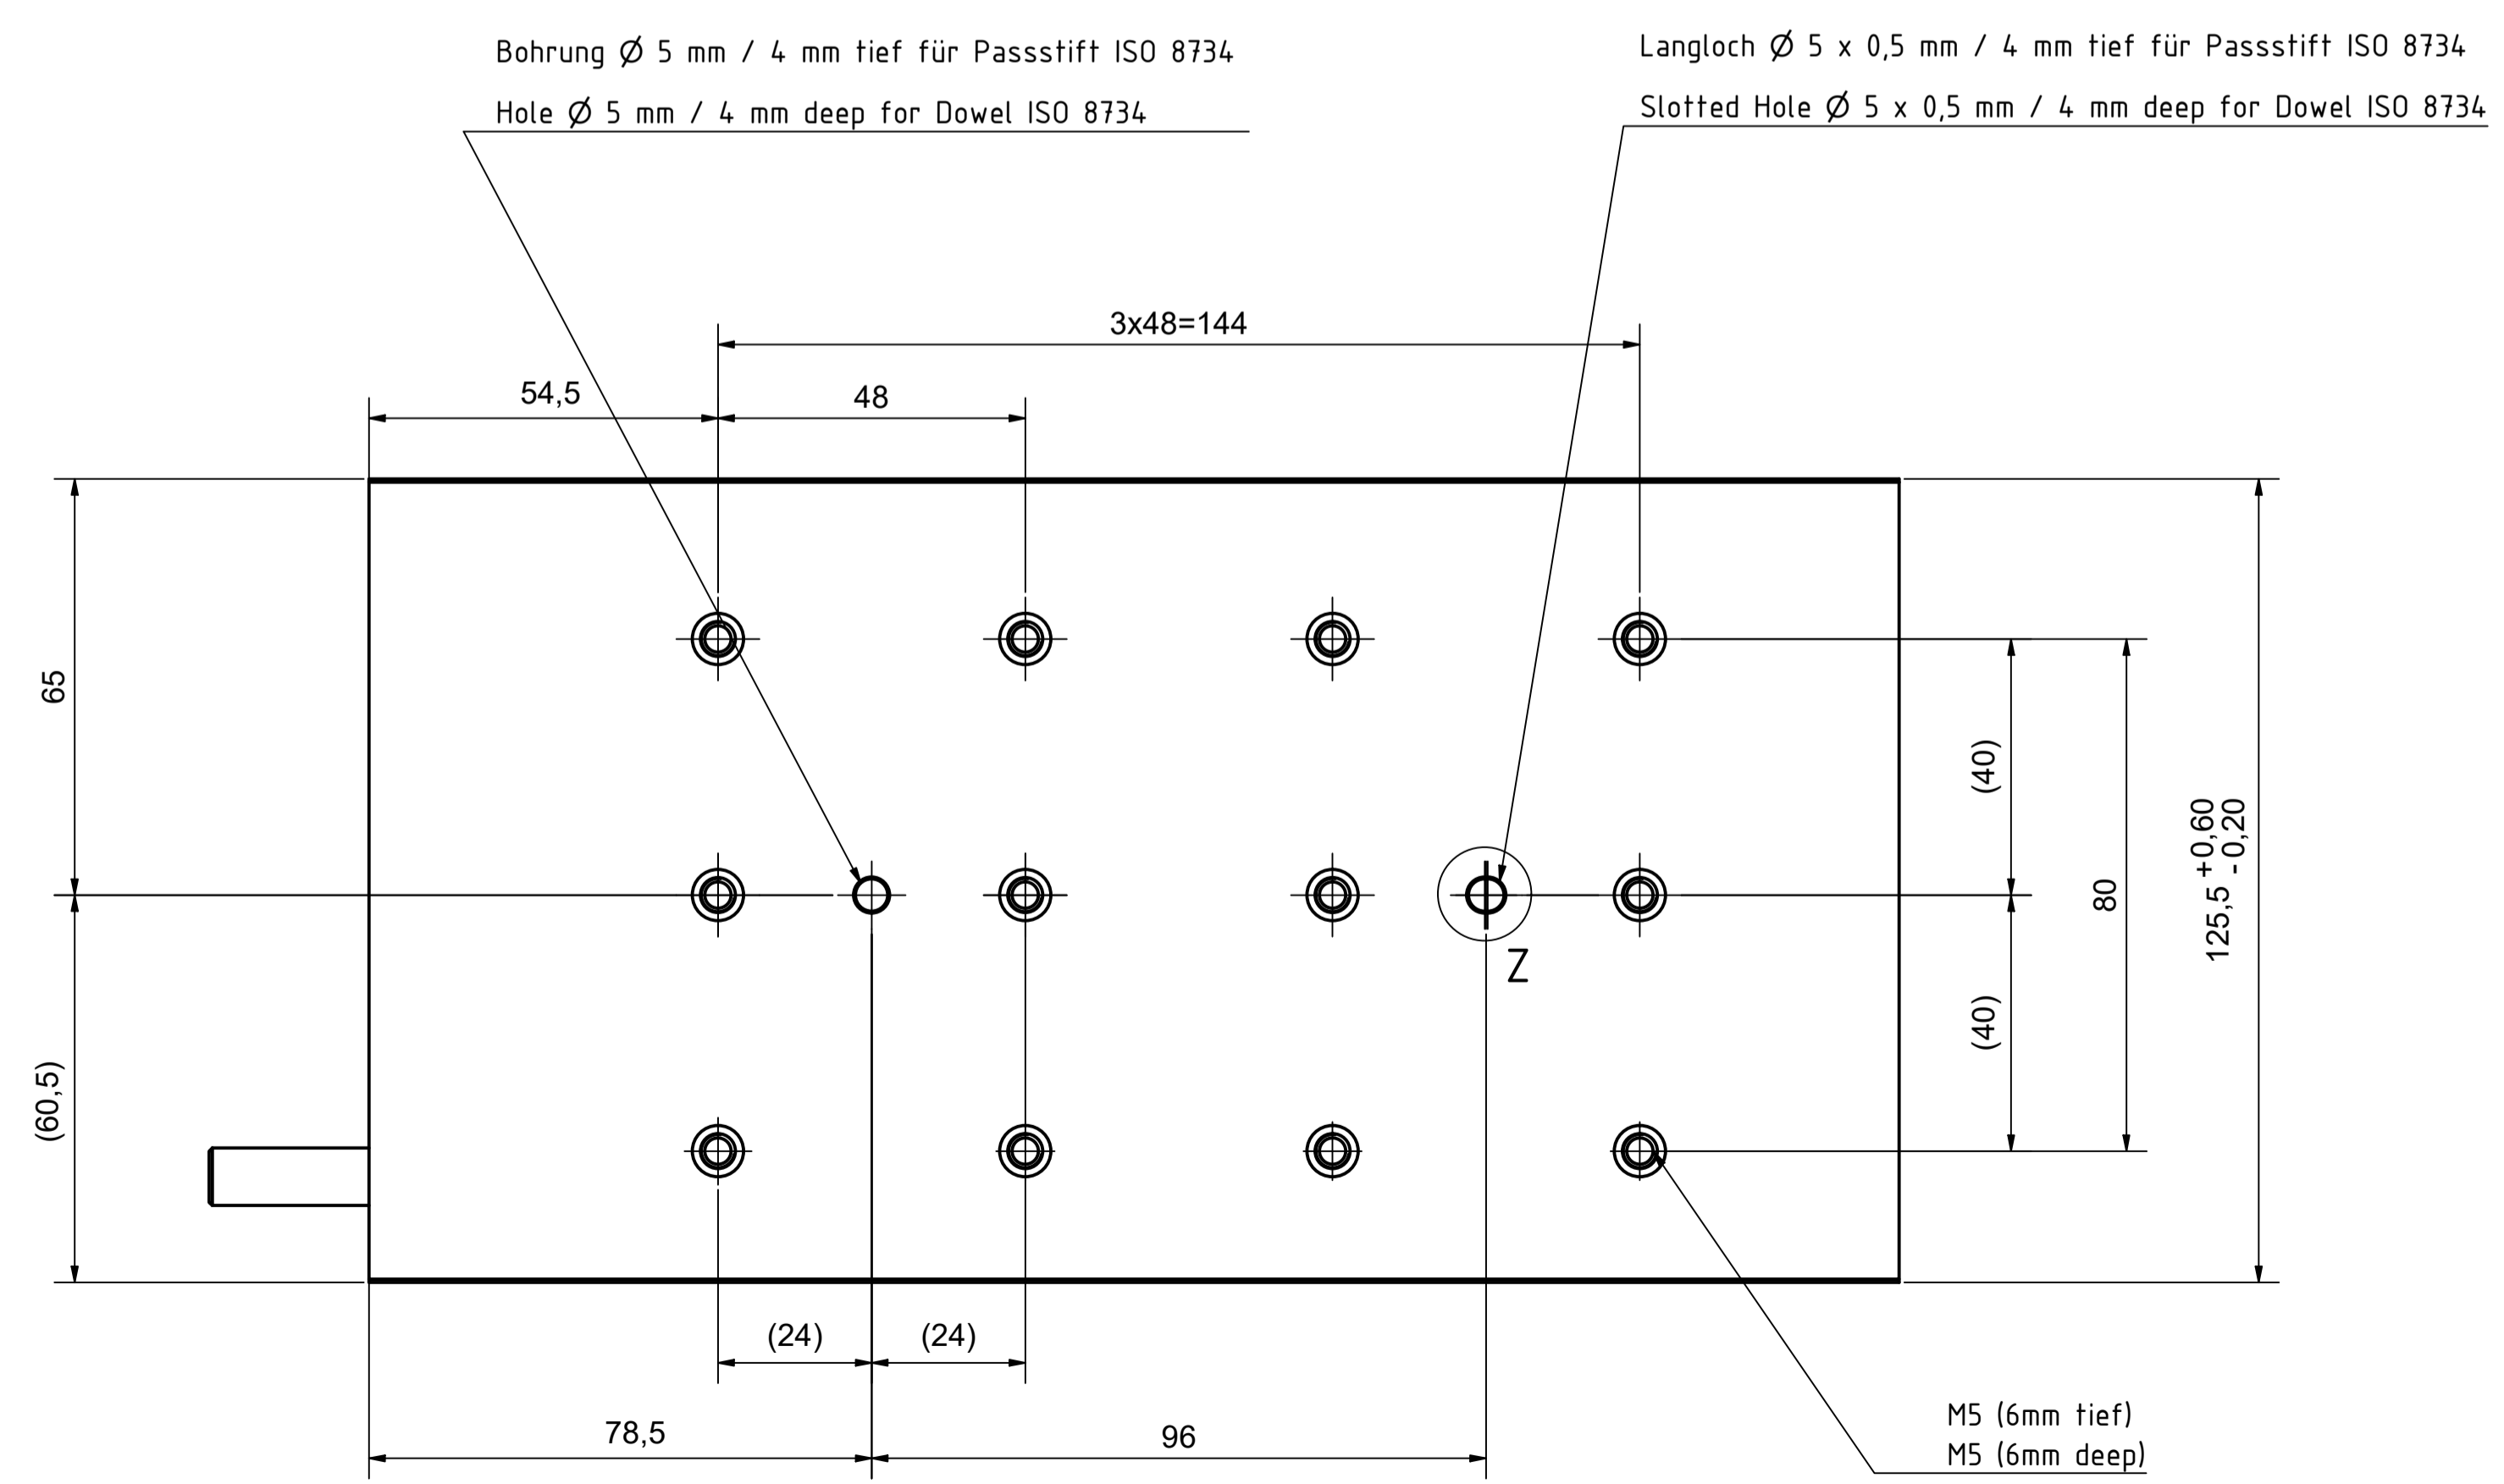 Bohrung Ø 5 mm / 4 mm tief für Passstift ISO 8734
Hole Ø 5 mm / 4 mm deep for Dowel ISO 8734
Langloch Ø 5 x 0,5 mm / 4 mm tief für Passstift ISO 8734
Slotted Hole Ø 5 x 0,5 mm / 4 mm deep for Dowel ISO 8734
3x48=144
54,5
48
65
(40)
80
125,5 +0,60 -0,20
Z
(40)
(60,5)
(24)
(24)
78,5
96
M5 (6mm tief)
M5 (6mm deep)